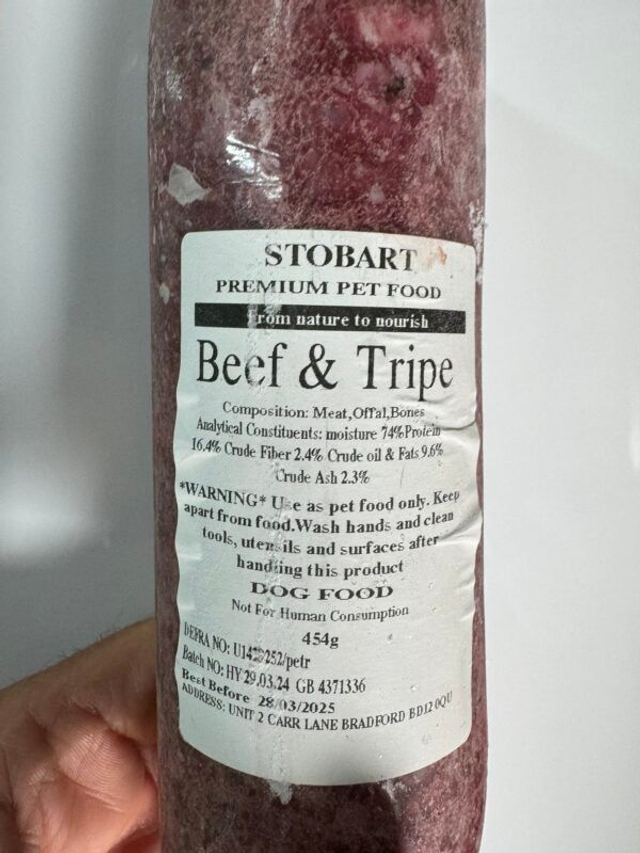 STOBART
PREMIUM PET FOOD
From nature to nourish
Beef & Tripe
Composition: Meat,Offal,Bones
Analytical Constituents: moisture 74%Protein
16.4% Crude Fiber 2.4% Crude oil & Fats 9.6%
Crude Ash 2.3%
*WARNING* Use as pet food only. Keep
apart from food.Wash hands and clean
tools, utensils and surfaces after
handling this product
DOG FOOD
Not For Human Consumption
454g
DEFRA NO:
Batch NO: HY 29.03.24 GB 4371336
Best Before 28/03/2025
ADDRESS: UNIT 2 CARR LANE BRADFORD BD12 0QU